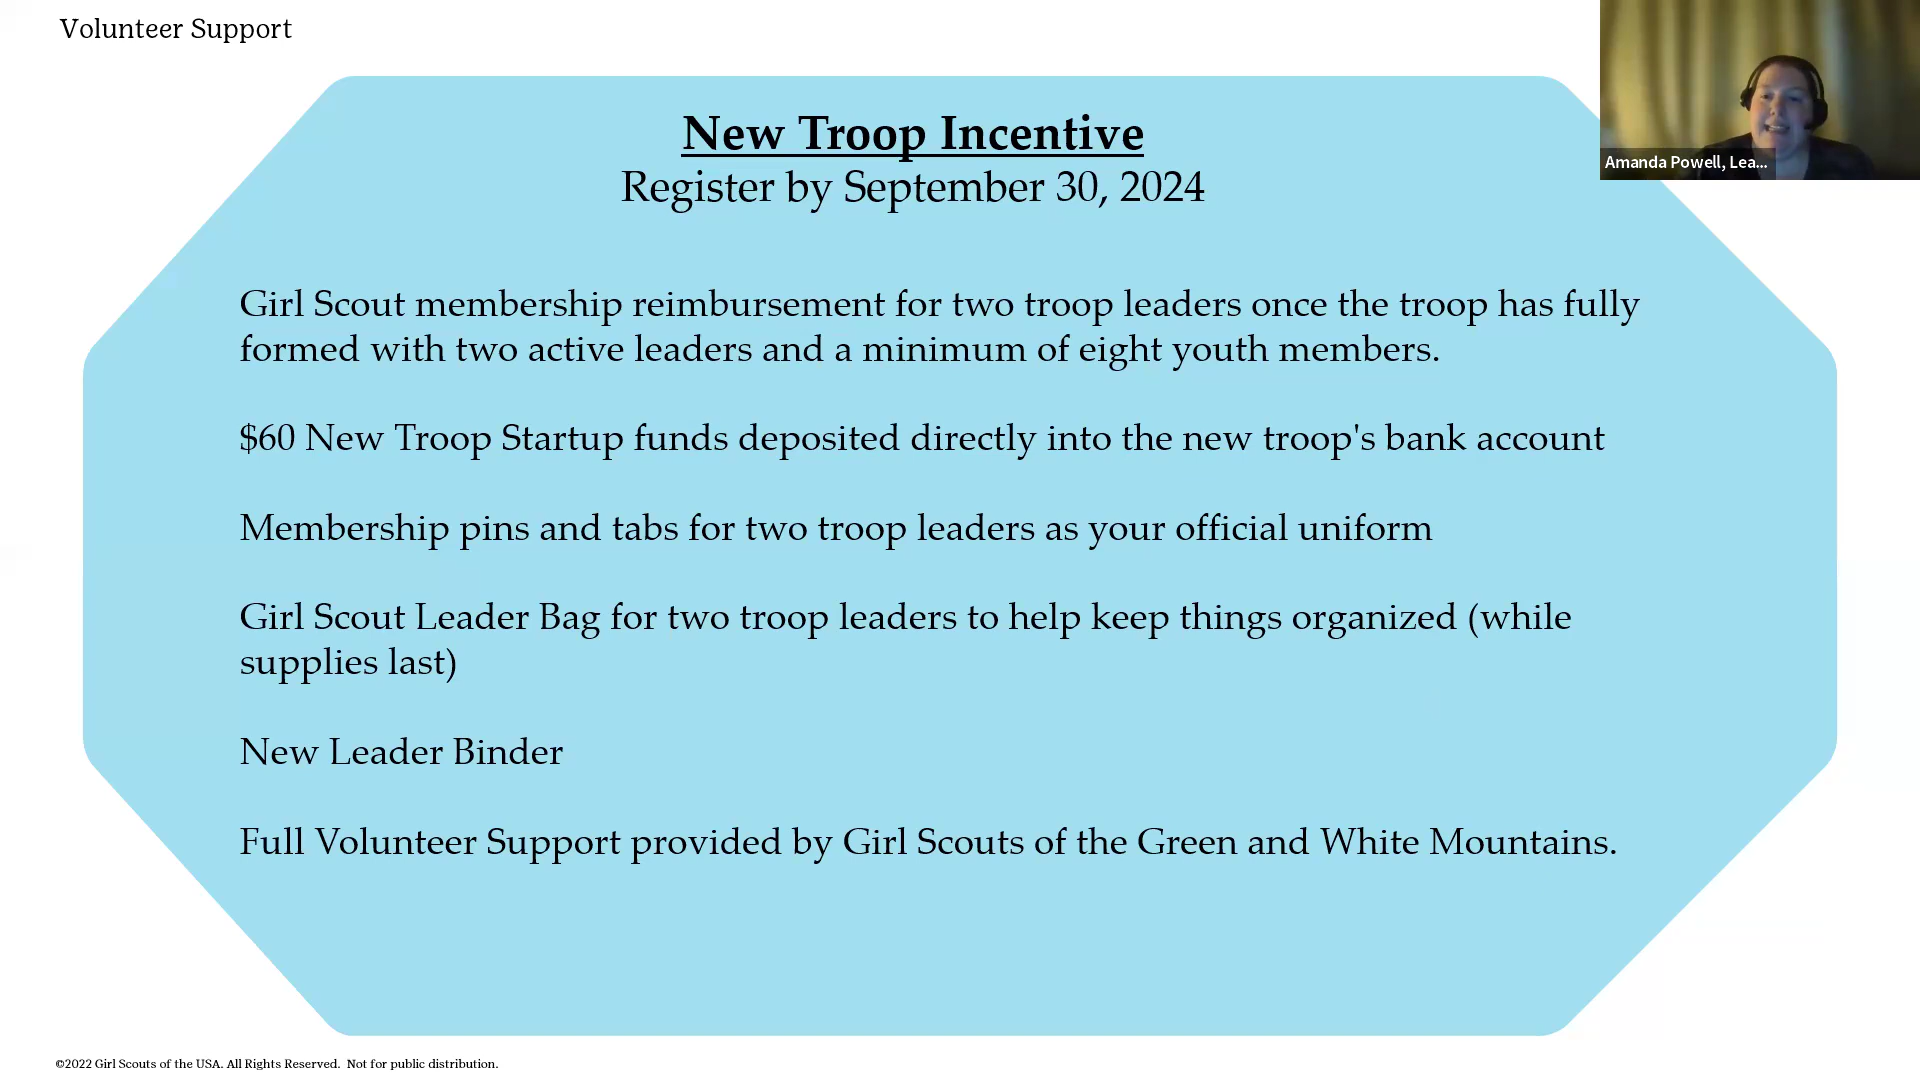 Volunteer Support
New Troop Incentive
Register by September 30, 2024
Girl Scout membership reimbursement for two troop leaders once the troop has fully
formed with two active leaders and a minimum of eight youth members.
$60 New Troop Startup funds deposited directly into the new troop's bank account
Membership pins and tabs for two troop leaders as your official uniform
Girl Scout Leader Bag for two troop leaders to help keep things organized (while
supplies last)
New Leader Binder
Full Volunteer Support provided by Girl Scouts of the Green and White Mountains.
Amanda Powell, Lea...
©2022 Girl Scouts of the USA. All Rights Reserved.  Not for public distribution.